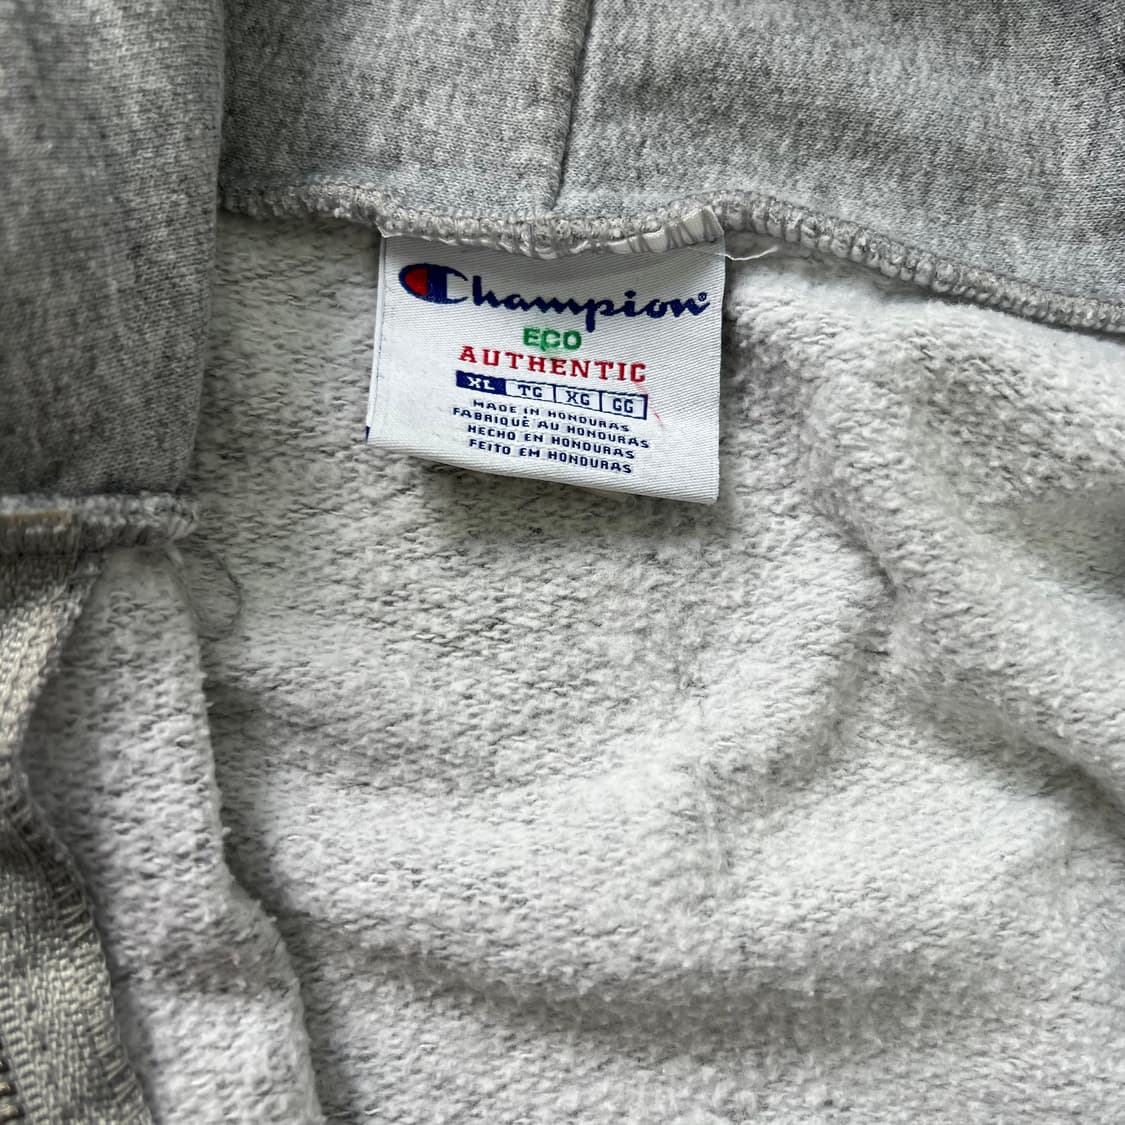 Champion®
ECO
AUTHENTIC
XL TG XG GG
MADE IN HONDURAS
FABRIQUÉ AU HONDURAS
HECHO EN HONDURAS
FEITO EM HONDURAS